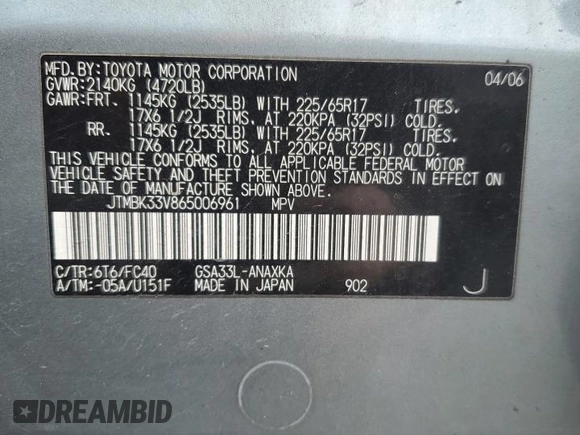 MFD.BY:TOYOTA MOTOR CORPORATION 04/06
GVWR:2140KG (4720LB)
GAWR:FRT. 1145KG (2535LB) WITH 225/65R17 TIRES.
17X6 1/2J RIMS. AT 220KPA (32PSI) COLD.
RR. 1145KG (2535LB) WITH 225/65R17 TIRES.
17X6 1/2J RIMS. AT 220KPA (32PSI) COLD.
THIS VEHICLE CONFORMS TO ALL APPLICABLE FEDERAL MOTOR
VEHICLE SAFETY AND THEFT PREVENTION STANDARDS IN EFFECT ON
THE DATE OF MANUFACTURE SHOWN ABOVE.
JTMBK33V865006961 MPV
C/TR:6T6/FC40 GSA33L-ANAXKA
A/TM:-05A/U151F MADE IN JAPAN 902 J
DREAMBID